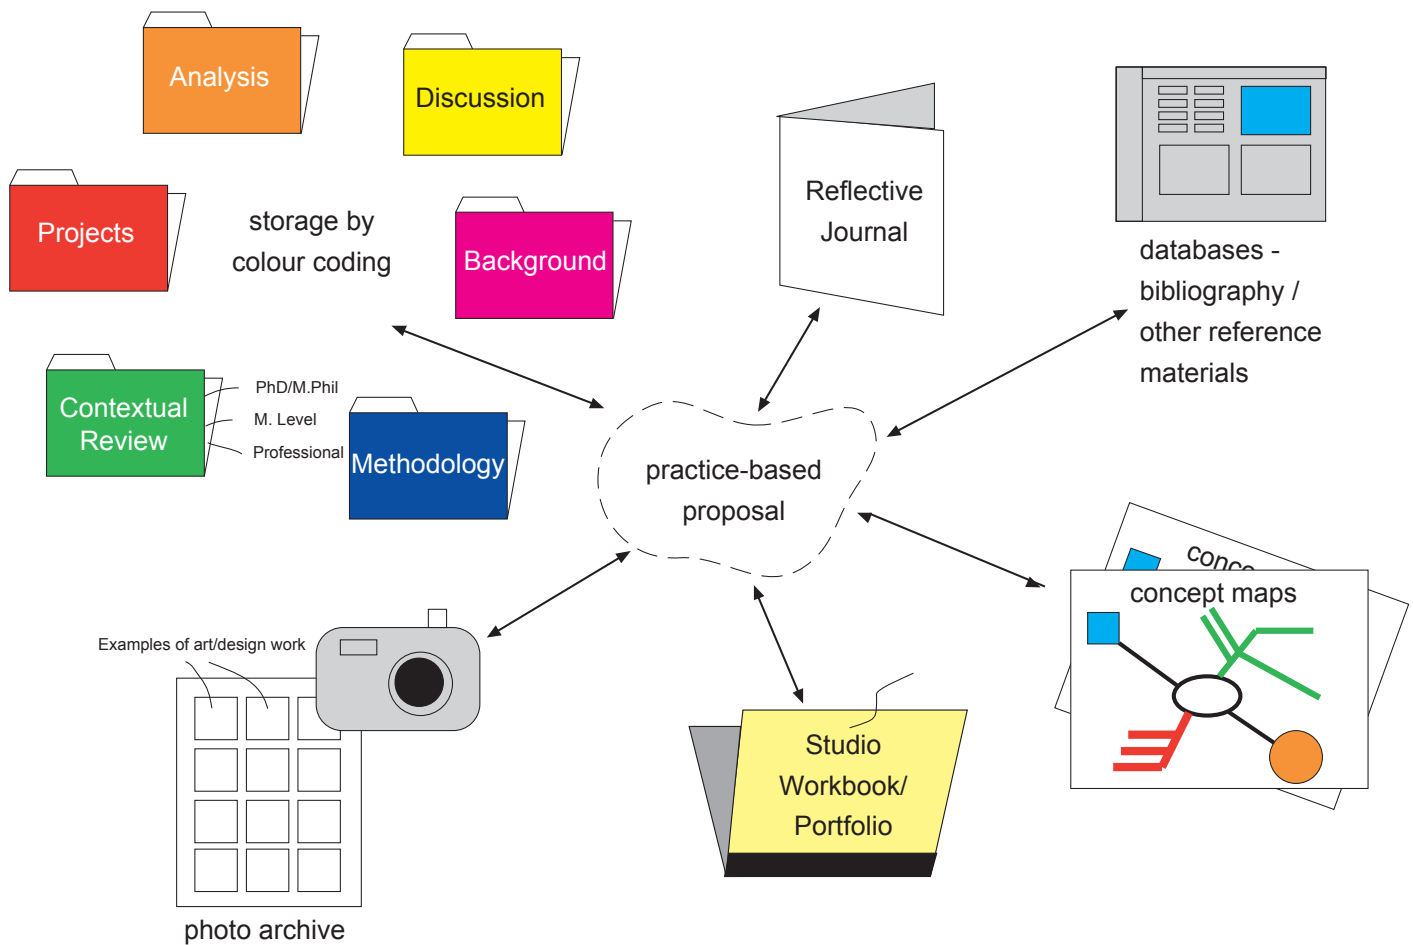 Analysis
Discussion
Projects
storage by
colour coding
Background
Contextual
Review
PhD/M.Phil
M. Level
Professional
Methodology
Reflective
Journal
databases -
bibliography /
other reference
materials
practice-based
proposal
conce
concept maps
Examples of art/design work
photo archive
Studio
Workbook/
Portfolio